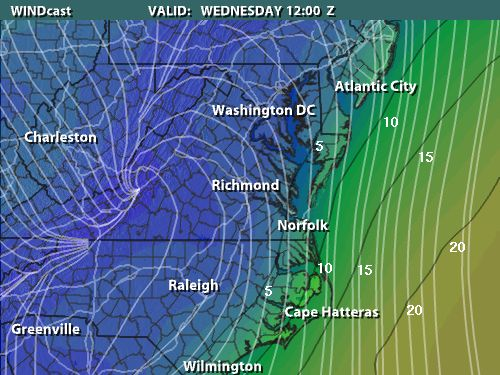 WINDcast VALID: WEDNESDAY 12:00 Z
Atlantic City
Washington DC
10
Charleston
5
15
Richmond
Norfolk
20
10
15
Raleigh
5
20
Cape Hatteras
Greenville
Wilmington